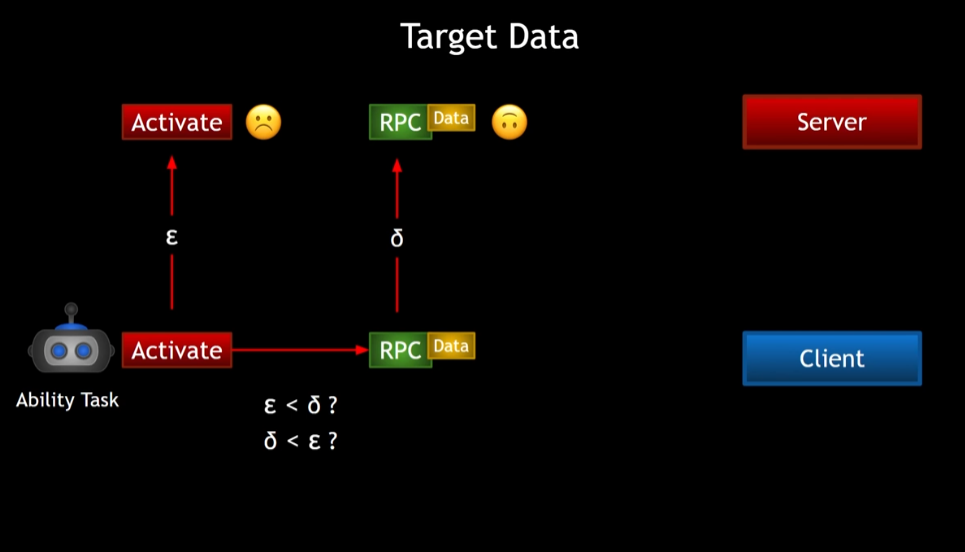 Target Data
Activate
RPC Data
Server
ε
δ
Activate
RPC Data
Client
Ability Task
ε < δ ?
δ < ε ?